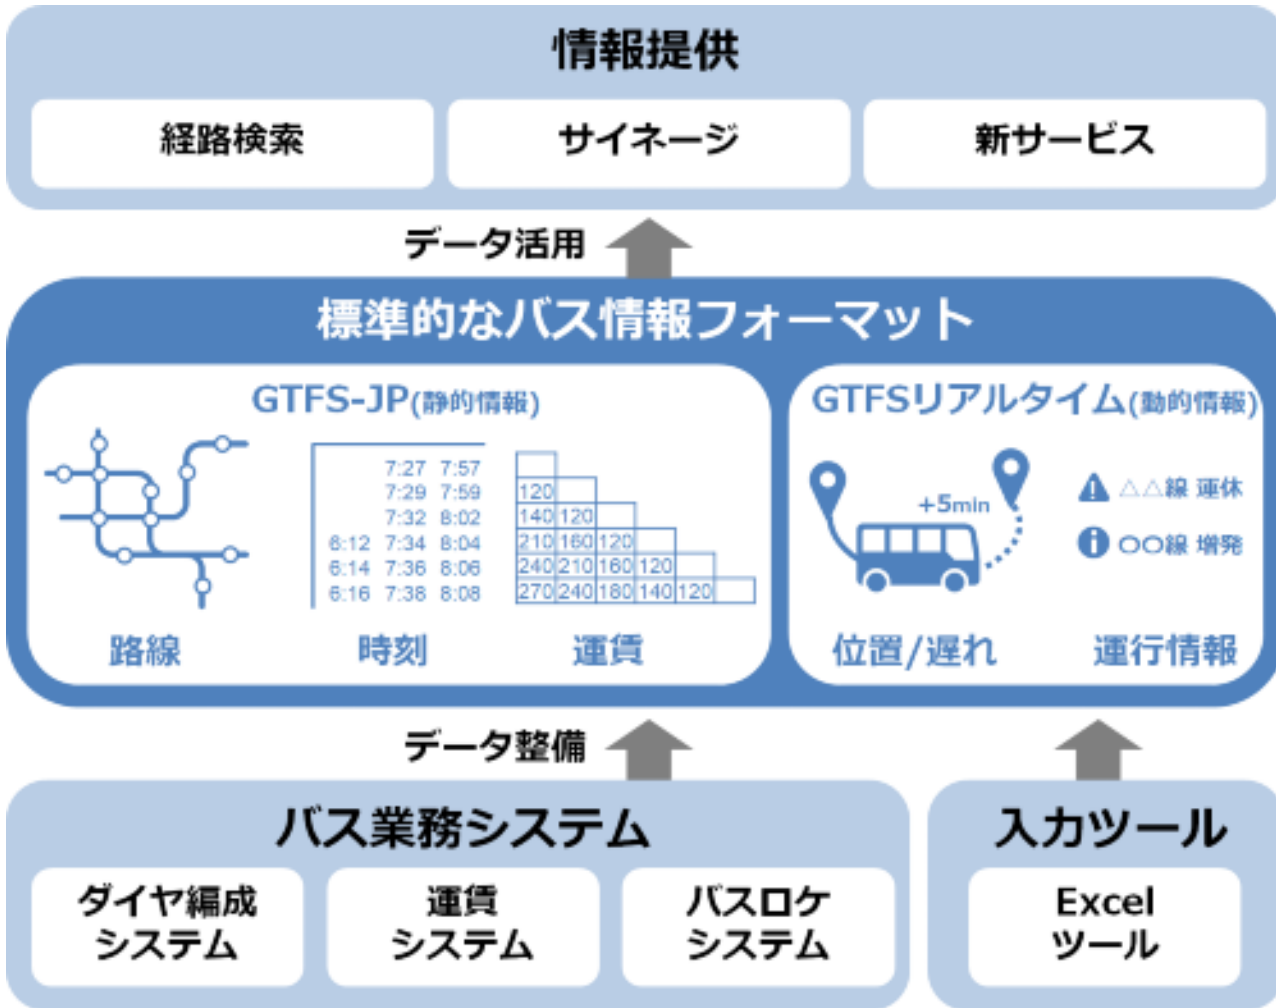 情報提供
経路検索
サイネージ
新サービス
データ活用
標準的なバス情報フォーマット
GTFS-JP(静的情報)
7:27 7:57
7:29 7:59
7:32 8:02
6:12 7:34 8:04
6:14 7:36 8:06
6:16 7:38 8:08
120
140 120
210 160 120
240 210 160 120
270 240 180 140 120
路線
時刻
運賃
GTFSリアルタイム(動的情報)
+5min
△△線 運休
〇〇線 増発
位置/遅れ
運行情報
データ整備
バス業務システム
ダイヤ編成
システム
運賃
システム
バスロケ
システム
入力ツール
Excel
ツール